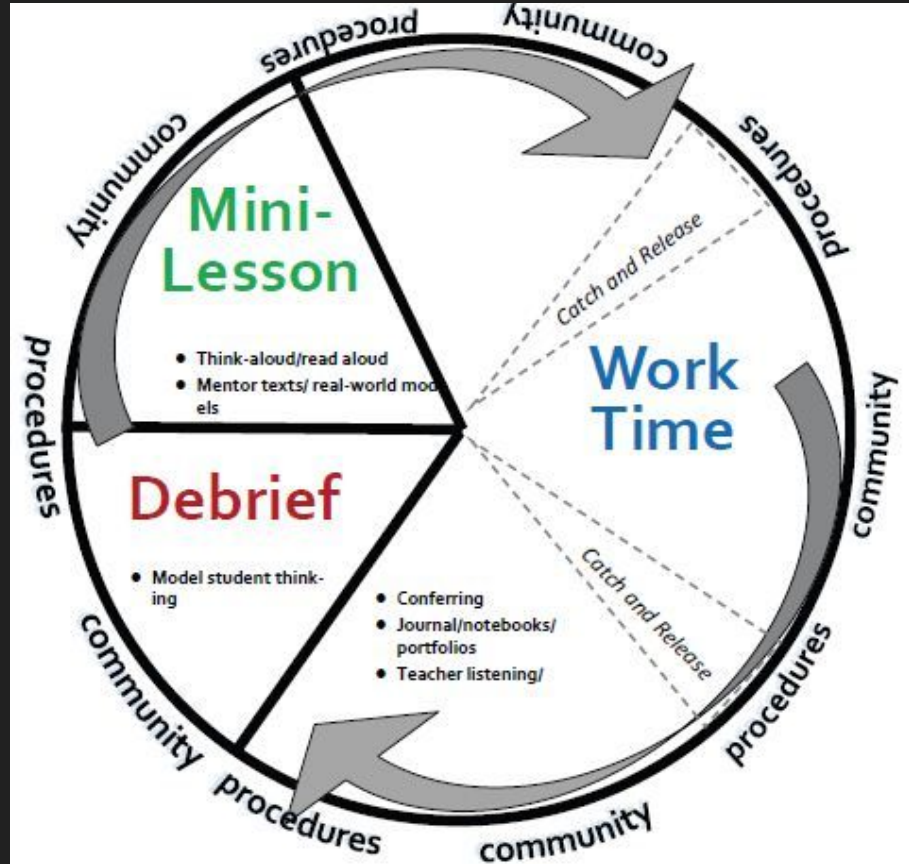 procedures
community
community
procedures
Mini-
Lesson
Catch and Release
procedures
● Think-aloud/read aloud
● Mentor texts/ real-world mod
els
Work
Time
community
Debrief
● Model student think-
ing
Catch and Release
● Conferring
● Journal/notebooks/
portfolios
● Teacher listening/
community
procedures
procedures
community